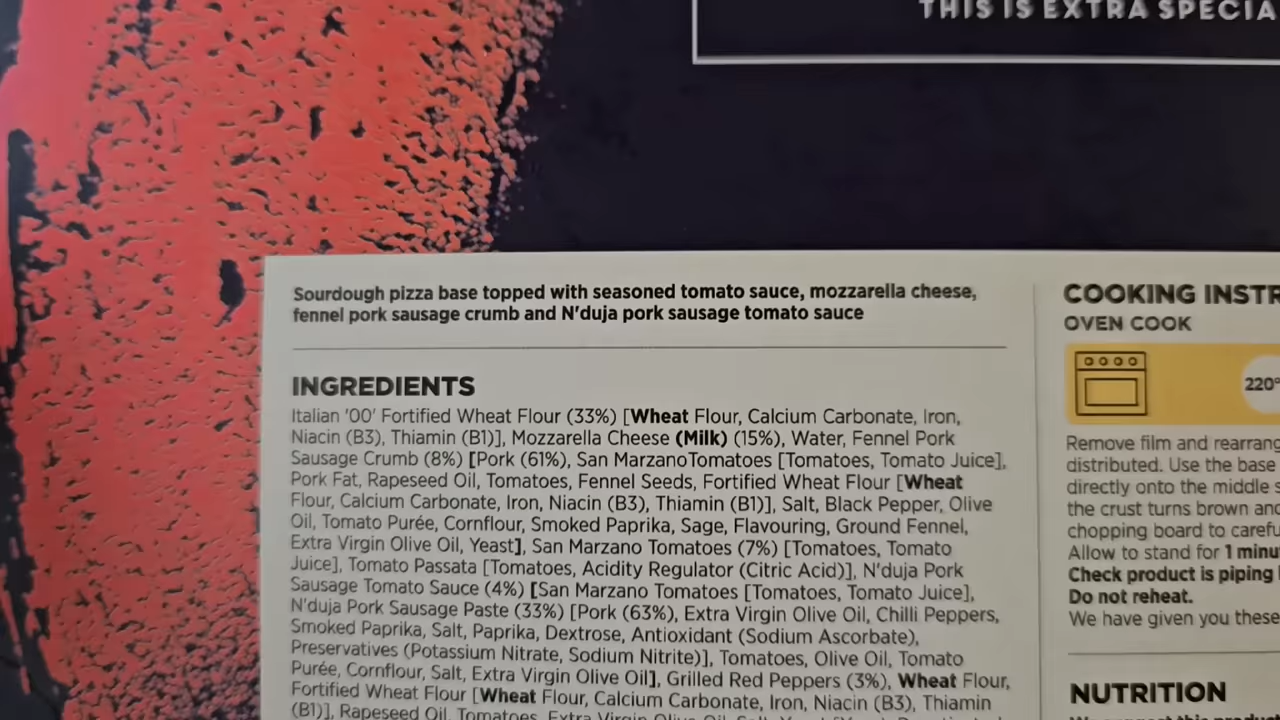 THIS IS EXTRA SPECIA
Sourdough pizza base topped with seasoned tomato sauce, mozzarella cheese,
fennel pork sausage crumb and N'duja pork sausage tomato sauce
INGREDIENTS
Italian '00' Fortified Wheat Flour (33%) [Wheat Flour, Calcium Carbonate, Iron,
Niacin (B3), Thiamin (B1)], Mozzarella Cheese (Milk) (15%), Water, Fennel Pork
Sausage Crumb (8%) [Pork (61%), San MarzanoTomatoes [Tomatoes, Tomato Juice],
Pork Fat, Rapeseed Oil, Tomatoes, Fennel Seeds, Fortified Wheat Flour [Wheat
Flour, Calcium Carbonate, Iron, Niacin (B3), Thiamin (B1)], Salt, Black Pepper, Olive
Oil, Tomato Purée, Cornflour, Smoked Paprika, Sage, Flavouring, Ground Fennel,
Extra Virgin Olive Oil, Yeast], San Marzano Tomatoes (7%) [Tomatoes, Tomato
Juice], Tomato Passata [Tomatoes, Acidity Regulator (Citric Acid)], N'duja Pork
Sausage Tomato Sauce (4%) [San Marzano Tomatoes [Tomatoes, Tomato Juice],
N'duja Pork Sausage Paste (33%) [Pork (63%), Extra Virgin Olive Oil, Chilli Peppers,
Smoked Paprika, Salt, Paprika, Dextrose, Antioxidant (Sodium Ascorbate),
Preservatives (Potassium Nitrate, Sodium Nitrite)], Tomatoes, Olive Oil, Tomato
Purée, Cornflour, Salt, Extra Virgin Olive Oil], Grilled Red Peppers (3%), Wheat Flour,
Fortified Wheat Flour [Wheat Flour, Calcium Carbonate, Iron, Niacin (B3), Thiamin
(B1)], Rapeseed Oil, Tomatoes, Extra Virgin Olive Oil, Salt, Yeast
COOKING INSTR
OVEN COOK
220°
Remove film and rearrang
distributed. Use the base
directly onto the middle s
the crust turns brown and
chopping board to carefu
Allow to stand for 1 minu
Check product is piping
Do not reheat.
We have given you these
NUTRITION